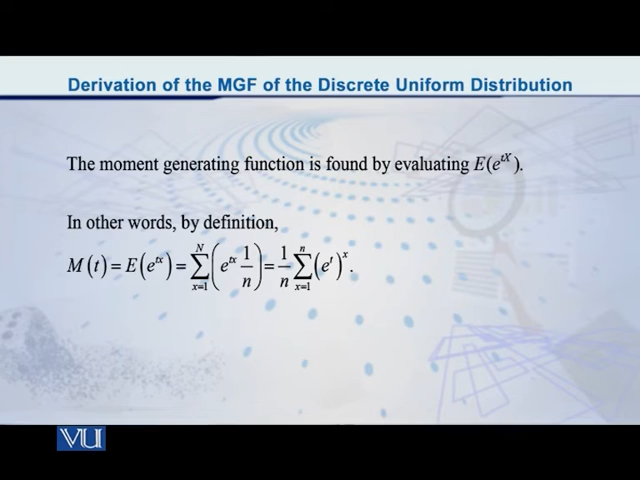 Derivation of the MGF of the Discrete Uniform Distribution
The moment generating function is found by evaluating E(e^{tX}).
In other words, by definition,
M(t) = E(e^{tx}) = \sum_{x=1}^{N} (e^{tx} \frac{1}{n}) = \frac{1}{n} \sum_{x=1}^{n} (e^t)^x.
VU